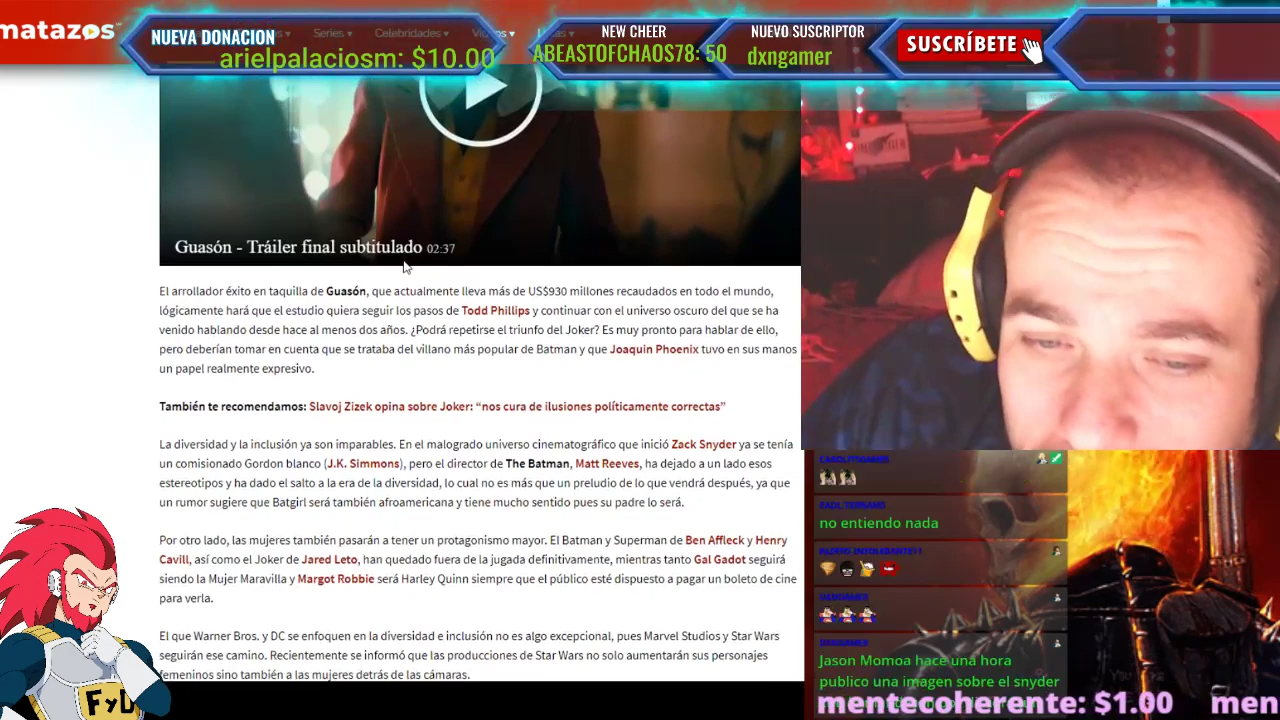 matazos
NUEVA DONACION
arielpalaciosm: $10.00
Series
Celebridades
NEW CHEER
ABEASTOFCHAOS78: 50
NUEVO SUSCRIPTOR
dxngamer
SUSCRÍBETE
Guasón - Tráiler final subtitulado 02:37
El arrollador éxito en taquilla de Guasón, que actualmente lleva más de US$930 millones recaudados en todo el mundo,
lógicamente hará que el estudio quiera seguir los pasos de Todd Phillips y continuar con el universo oscuro del que se ha
venido hablando desde hace al menos dos años. ¿Podrá repetirse el triunfo del Joker? Es muy pronto para hablar de ello,
pero deberían tomar en cuenta que se trataba del villano más popular de Batman y que Joaquin Phoenix tuvo en sus manos
un papel realmente expresivo.
También te recomendamos: Slavoj Zizek opina sobre Joker: “nos cura de ilusiones políticamente correctas”
La diversidad y la inclusión ya son imparables. En el malogrado universo cinematográfico que inició Zack Snyder ya se tenía
un comisionado Gordon blanco (J.K. Simmons), pero el director de The Batman, Matt Reeves, ha dejado a un lado esos
estereotipos y ha dado el salto a la era de la diversidad, lo cual no es más que un preludio de lo que vendrá después, ya que
un rumor sugiere que Batgirl será también afroamericana y tiene mucho sentido pues su padre lo será.
Por otro lado, las mujeres también pasarán a tener un protagonismo mayor. El Batman y Superman de Ben Affleck y Henry
Cavill, así como el Joker de Jared Leto, han quedado fuera de la jugada definitivamente, mientras tanto Gal Gadot seguirá
siendo la Mujer Maravilla y Margot Robbie será Harley Quinn siempre que el público esté dispuesto a pagar un boleto de cine
para verla.
El que Warner Bros. y DC se enfoquen en la diversidad e inclusión no es algo excepcional, pues Marvel Studios y Star Wars
seguirán ese camino. Recientemente se informó que las producciones de Star Wars no solo aumentarán sus personajes
femeninos sino también a las mujeres detrás de las cámaras.
no entiendo nada
Jason Momoa hace una hora
publico una imagen sobre el snyder
mentecoherente: $1.00 men
FyD